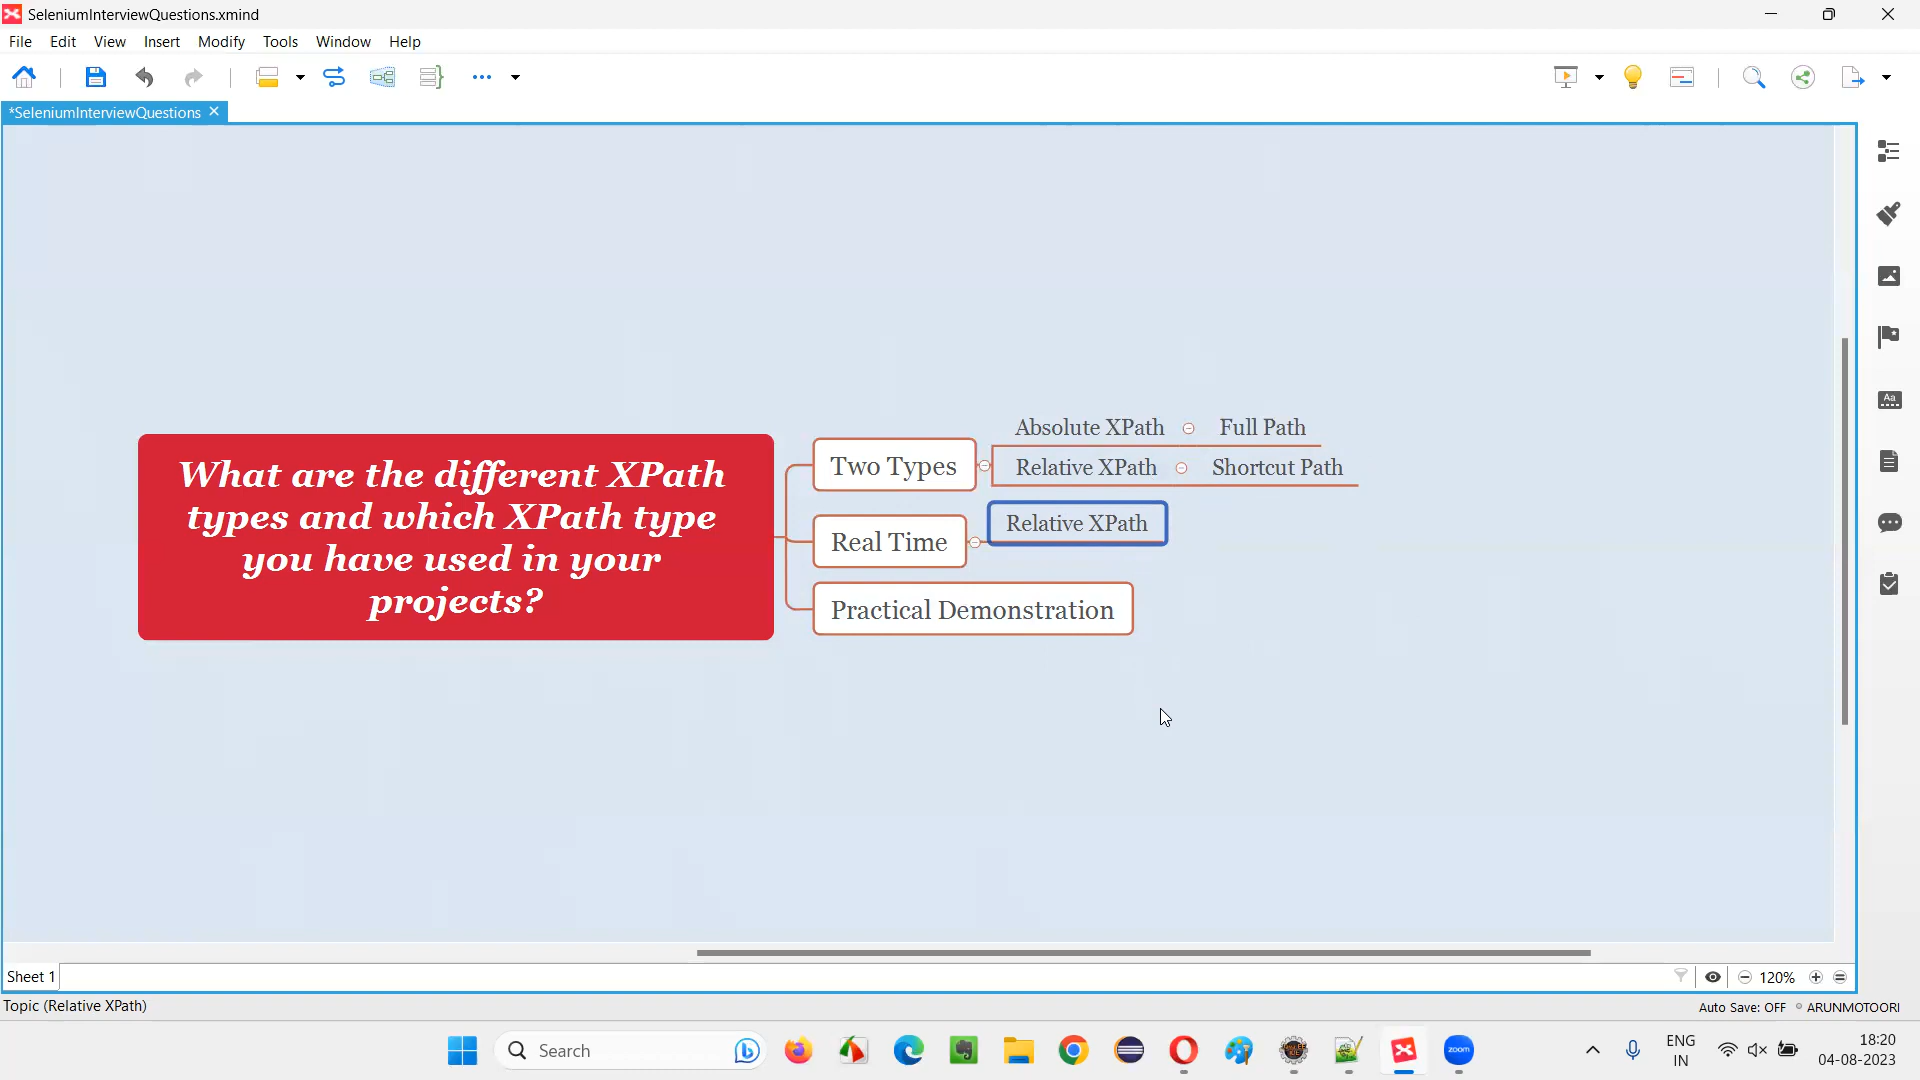 SeleniumInterviewQuestions.xmind
File Edit View Insert Modify Tools Window Help
*SeleniumInterviewQuestions
What are the different XPath
types and which XPath type
you have used in your
projects?
Two Types
Absolute XPath
Full Path
Relative XPath
Shortcut Path
Real Time
Relative XPath
Practical Demonstration
Aa
Sheet 1
120%
Topic (Relative XPath)
Auto Save: OFF
ARUNMOTOORI
Search
zoom
ENG
IN
18:20
04-08-2023